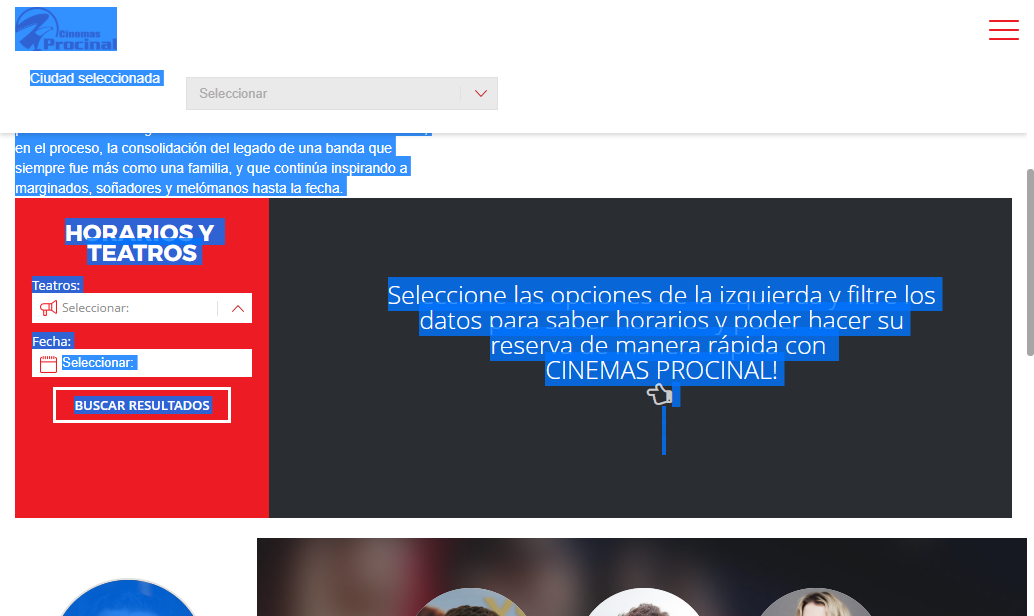 Cinemas
Procinal
Ciudad seleccionada
Seleccionar
en el proceso, la consolidación del legado de una banda que
siempre fue más como una familia, y que continúa inspirando a
marginados, soñadores y melómanos hasta la fecha.
HORARIOS Y
TEATROS
Teatros:
Seleccionar:
Fecha:
Seleccionar:
BUSCAR RESULTADOS
Seleccione las opciones de la izquierda y filtre los
datos para saber horarios y poder hacer su
reserva de manera rápida con
CINEMAS PROCINAL!